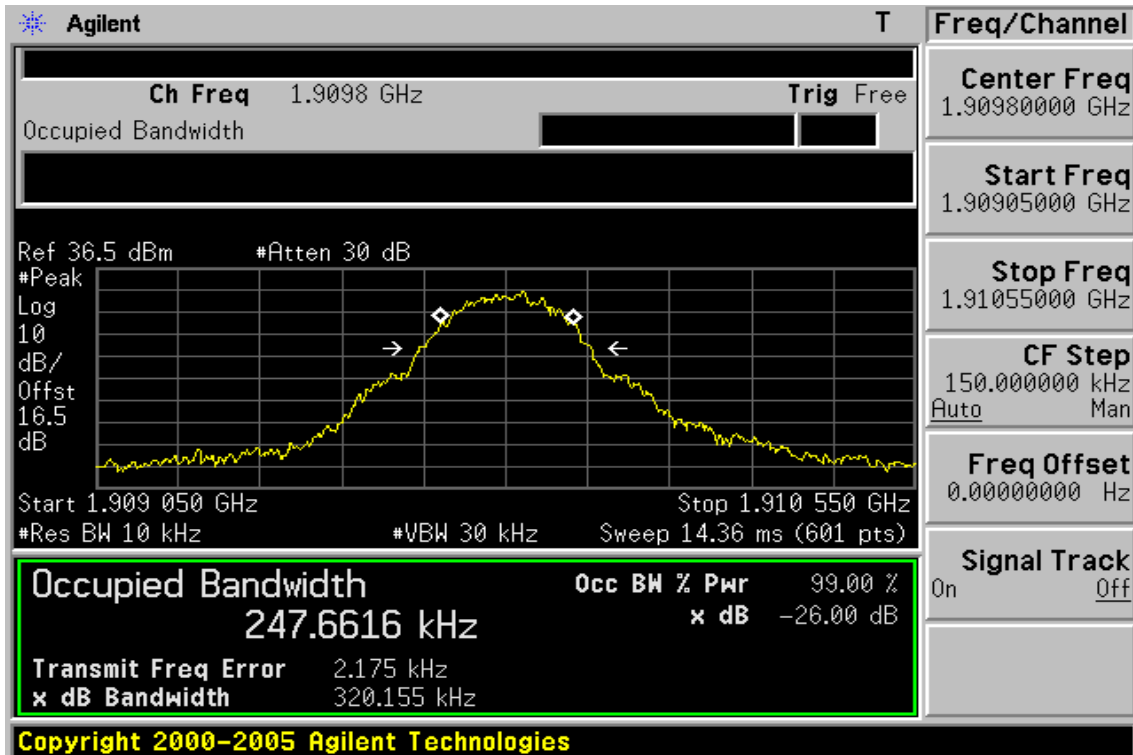 Agilent T
Freq/Channel
Ch Freq 1.9098 GHz Trig Free
Occupied Bandwidth
Center Freq
1.90980000 GHz
Start Freq
1.90905000 GHz
Stop Freq
1.91055000 GHz
CF Step
150.000000 kHz
Auto Man
Freq Offset
0.00000000 Hz
Signal Track
On Off
Ref 36.5 dBm #Atten 30 dB
#Peak
Log
10
dB/
Offst
16.5
dB
Start 1.909 050 GHz Stop 1.910 550 GHz
#Res BW 10 kHz #VBW 30 kHz Sweep 14.36 ms (601 pts)
Occupied Bandwidth
247.6616 kHz
Occ BW % Pwr 99.00 %
x dB -26.00 dB
Transmit Freq Error 2.175 kHz
x dB Bandwidth 320.155 kHz
Copyright 2000-2005 Agilent Technologies